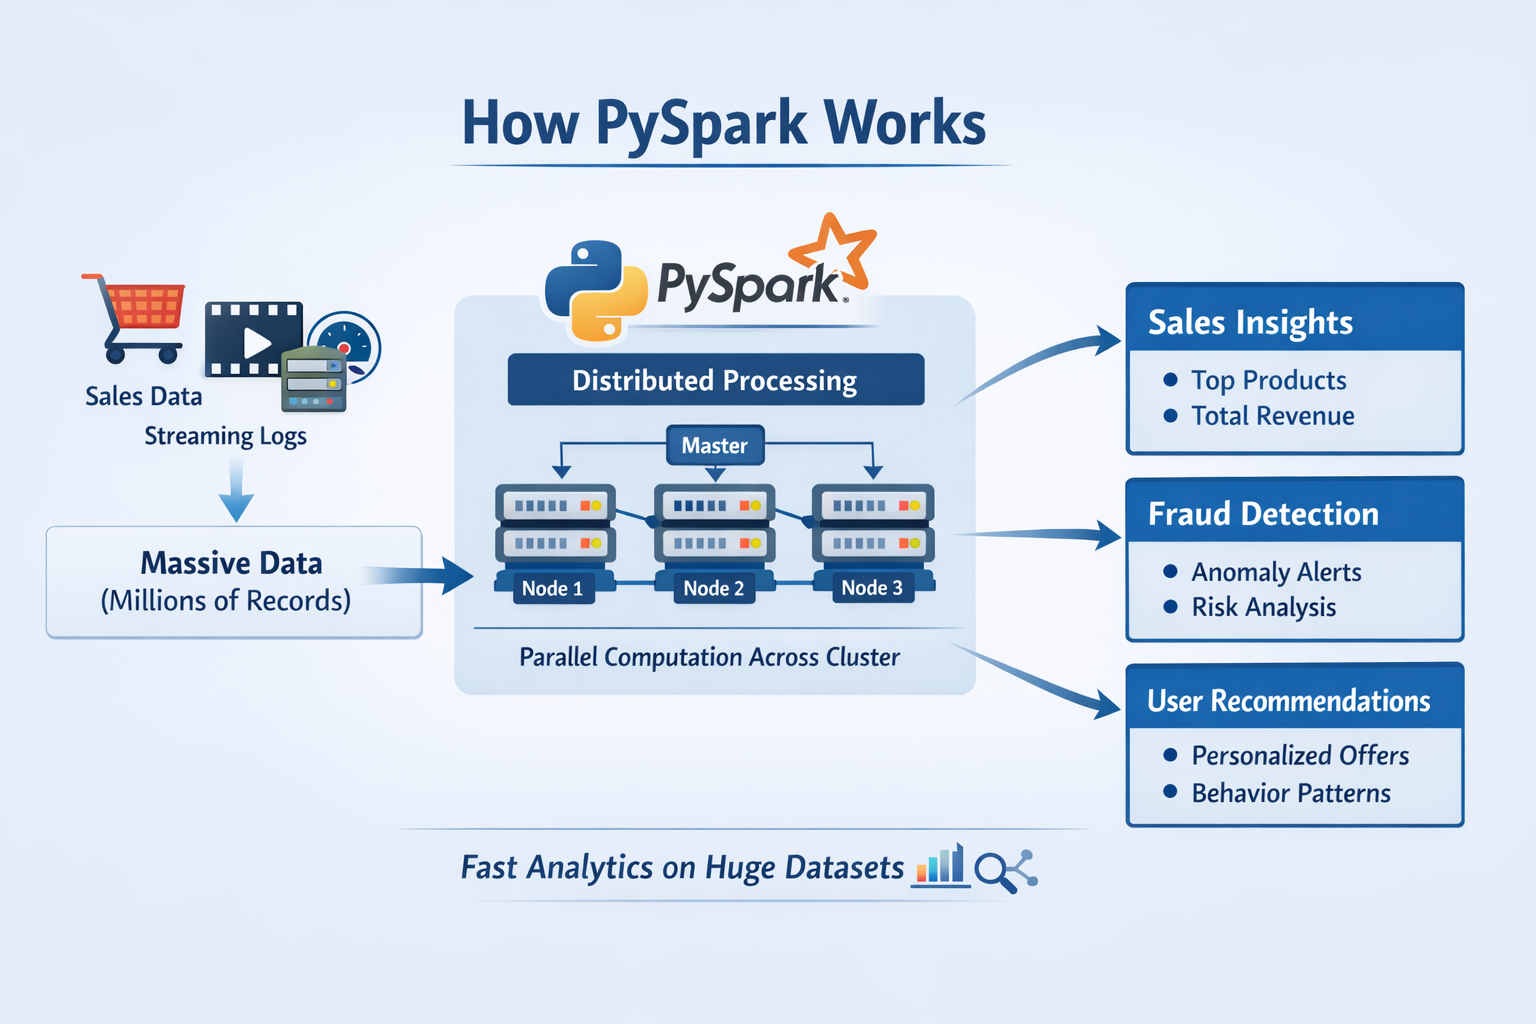 How PySpark Works
PySpark
Sales Data
Streaming Logs
Massive Data
(Millions of Records)
Distributed Processing
Master
Node 1
Node 2
Node 3
Parallel Computation Across Cluster
Sales Insights
● Top Products
● Total Revenue
Fraud Detection
● Anomaly Alerts
● Risk Analysis
User Recommendations
● Personalized Offers
● Behavior Patterns
Fast Analytics on Huge Datasets